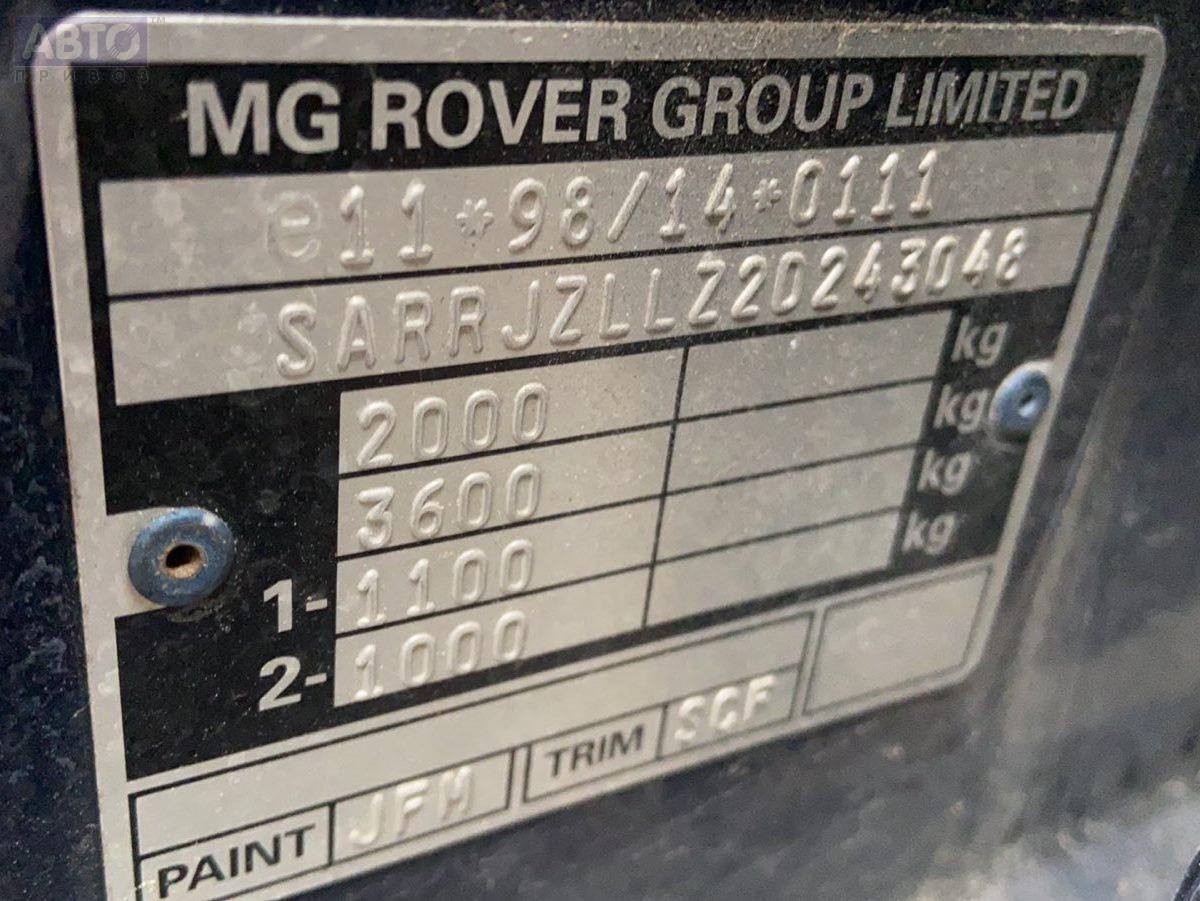 АВТО™
ПРИВОЗ
MG ROVER GROUP LIMITED
e11*98/14*0111
SARRJZLLZ20243048
2000 kg
3600 kg
1- 1100 kg
2- 1000 kg
PAINT JFM TRIM SCF